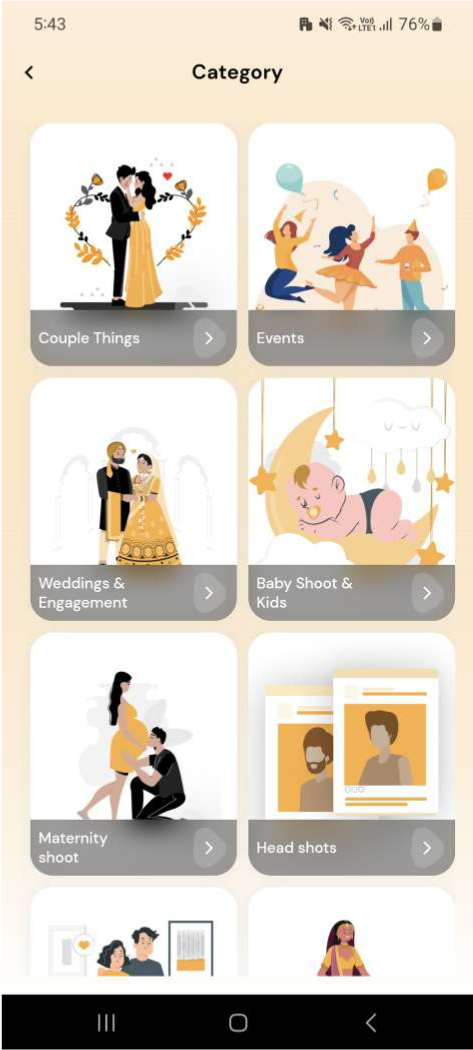 5:43
Vo)) LTE1 76%
Category
Couple Things
Events
Weddings &
Engagement
Baby Shoot &
Kids
Maternity
shoot
Head shots